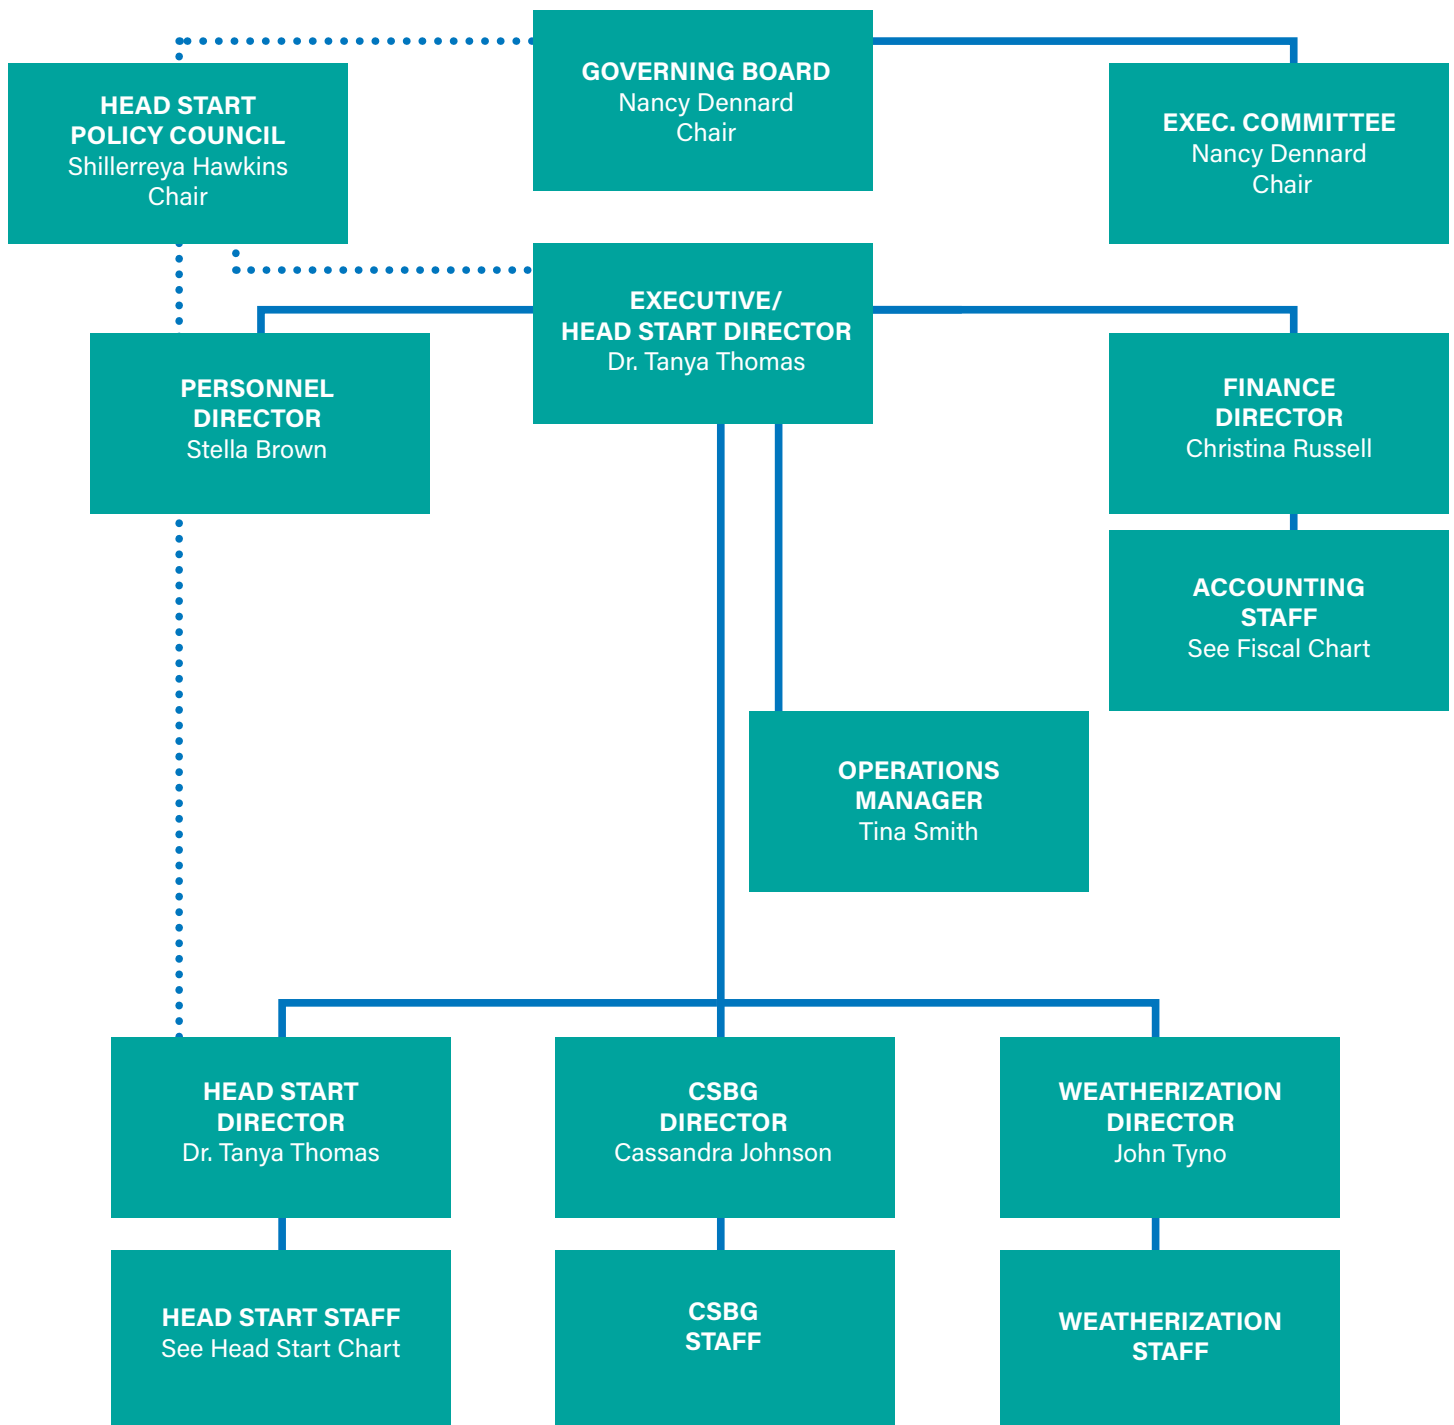 GOVERNING BOARD
Nancy Dennard
Chair
HEAD START
POLICY COUNCIL
Shillerreya Hawkins
Chair
EXEC. COMMITTEE
Nancy Dennard
Chair
EXECUTIVE/
HEAD START DIRECTOR
Dr. Tanya Thomas
PERSONNEL
DIRECTOR
Stella Brown
FINANCE
DIRECTOR
Christina Russell
ACCOUNTING
STAFF
See Fiscal Chart
OPERATIONS
MANAGER
Tina Smith
HEAD START
DIRECTOR
Dr. Tanya Thomas
CSBG
DIRECTOR
Cassandra Johnson
WEATHERIZATION
DIRECTOR
John Tyno
HEAD START STAFF
See Head Start Chart
CSBG
STAFF
WEATHERIZATION
STAFF